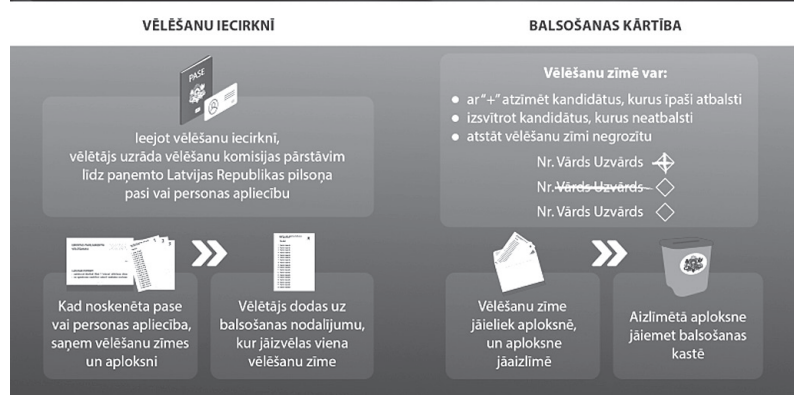 VĒLĒŠANU IECIRKNĪ
PASE
Ieejot vēlēšanu iecirknī,
vēlētājs uzrāda vēlēšanu komisijas pārstāvim
līdz paņemto Latvijas Republikas pilsoņa
pasi vai personas apliecību
Kad noskenēta pase
vai personas apliecība,
saņem vēlēšanu zīmes
un aploksni
Vēlētājs dodas uz
balsošanas nodalījumu,
kur jāizvēlas viena
vēlēšanu zīme
BALSOŠANAS KĀRTĪBA
Vēlēšanu zīmē var:
● ar "+" atzīmēt kandidātus, kurus īpaši atbalsti
● izsvītrot kandidātus, kurus neatbalsti
● atstāt vēlēšanu zīmi negrozītu
Nr. Vārds Uzvārds
Nr. Vārds Uzvārds
Nr. Vārds Uzvārds
Vēlēšanu zīme
jāieliek aploksnē,
un aploksne
jāaizlīmē
Aizlīmētā aploksne
jāiemet balsošanas
kastē